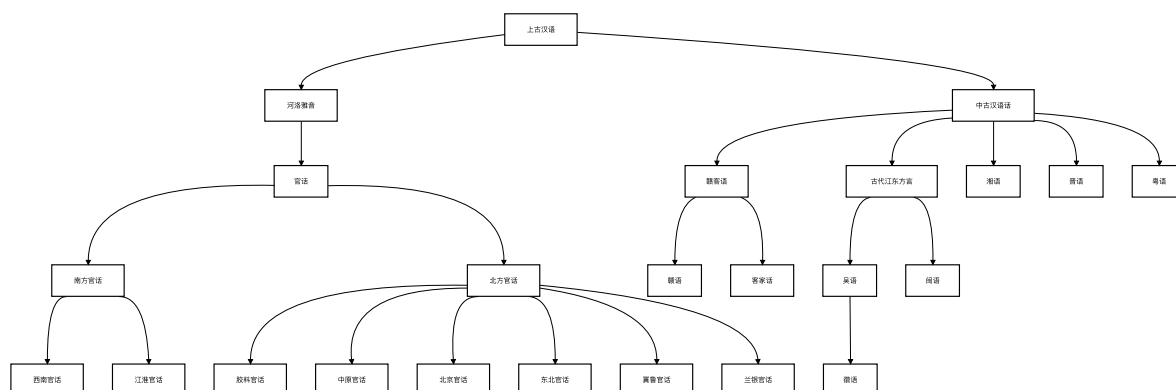 上古汉语
河洛雅音
中古汉语话
官话
赣客语
古代江东方言
湘语
晋语
粤语
南方官话
北方官话
赣语
客家话
吴语
闽语
西南官话
江淮官话
胶料官话
中原官话
北京官话
东北官话
冀鲁官话
兰银官话
徽语